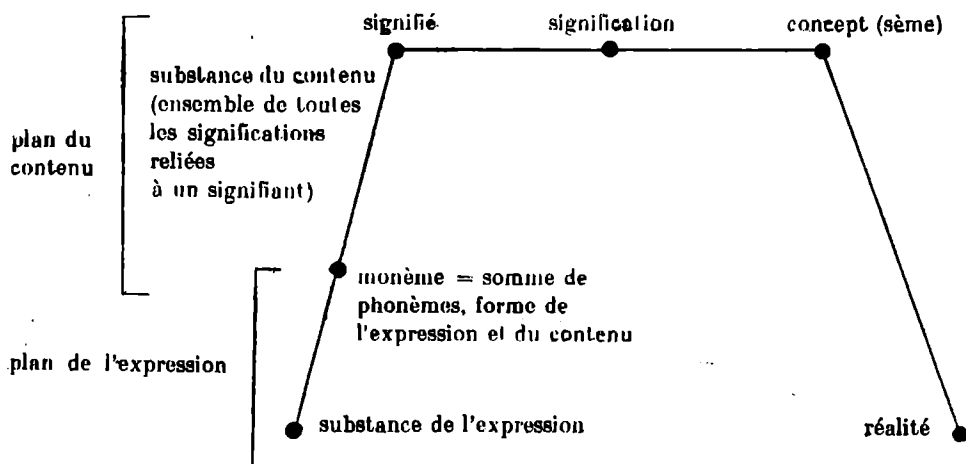 signifié
signification
concept (sème)
substance du contenu
(ensemble de toutes
les significations
reliées
à un signifiant)
plan du
contenu
monème = somme de
phonèmes, forme de
l'expression et du contenu
plan de l'expression
substance de l'expression
réalité